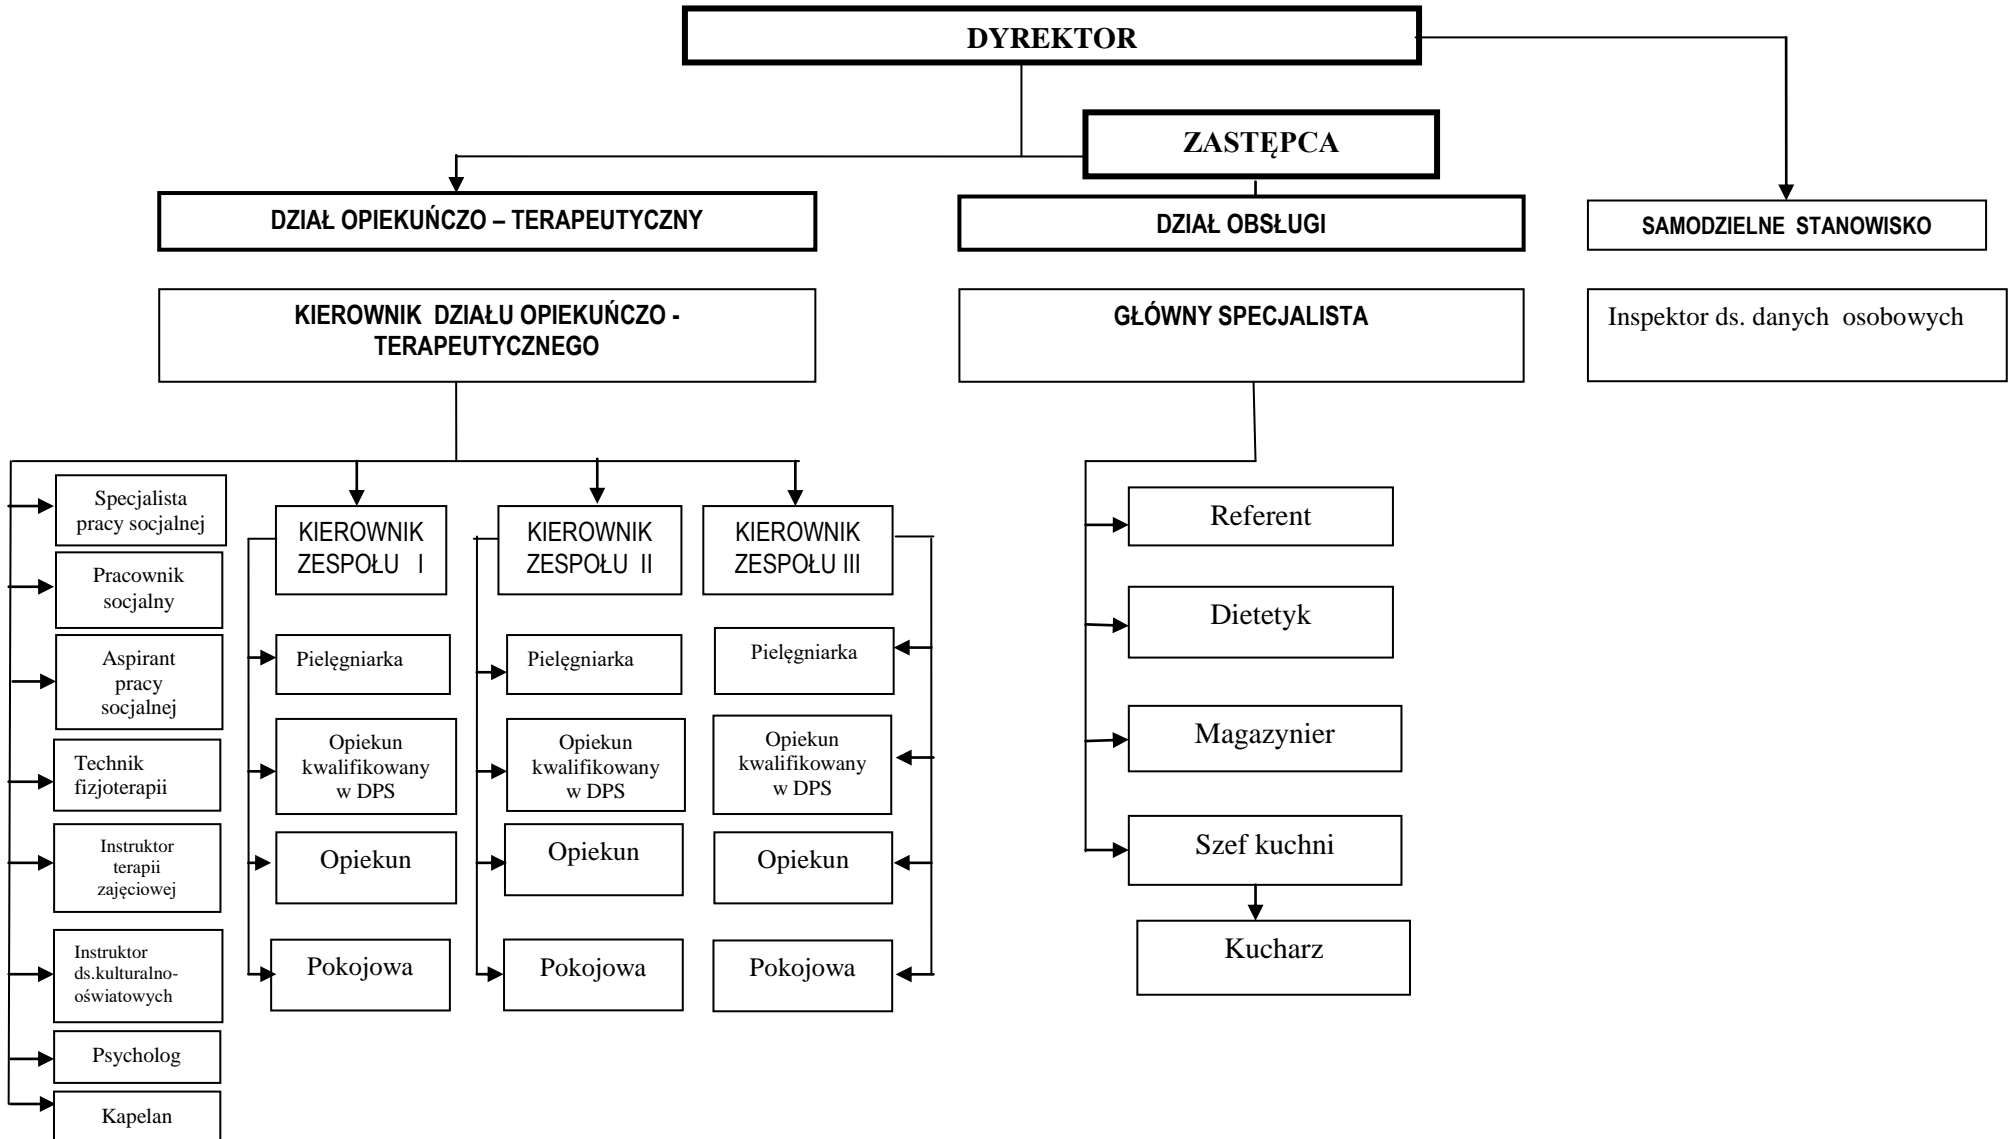 DYREKTOR
ZASTĘPCA
DZIAŁ OPIEKUŃCZO – TERAPEUTYCZNY
DZIAŁ OBSŁUGI
SAMODZIELNE STANOWISKO
KIEROWNIK DZIAŁU OPIEKUŃCZO -
TERAPEUTYCZNEGO
GŁÓWNY SPECJALISTA
Inspektor ds. danych osobowych
Specjalista
pracy socjalnej
Pracownik
socjalny
Aspirant
pracy
socjalnej
Technik
fizjoterapii
Instruktor
terapii
zajęciowej
Instruktor
ds.kulturalno-
oświatowych
Psycholog
Kapelan
KIEROWNIK
ZESPOŁU I
Pielęgniarka
Opiekun
kwalifikowany
w DPS
Opiekun
Pokojowa
KIEROWNIK
ZESPOŁU II
Pielęgniarka
Opiekun
kwalifikowany
w DPS
Opiekun
Pokojowa
KIEROWNIK
ZESPOŁU III
Pielęgniarka
Opiekun
kwalifikowany
w DPS
Opiekun
Pokojowa
Referent
Dietetyk
Magazynier
Szef kuchni
Kucharz